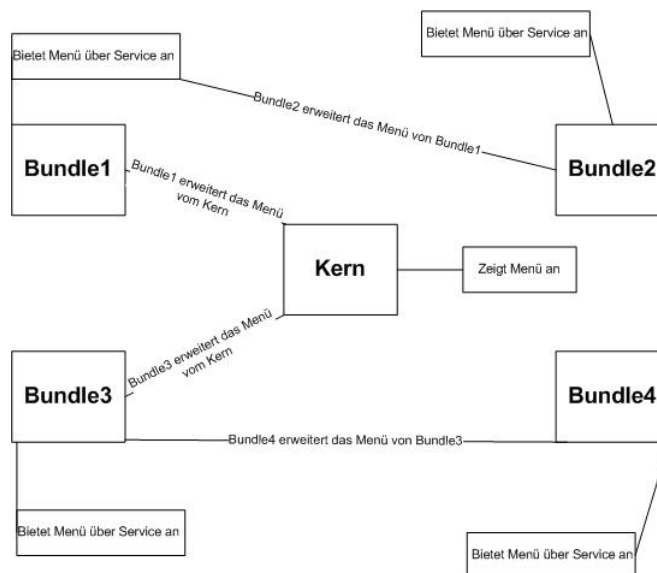 Bietet Menü über Service an
Bietet Menü über Service an
Bundle2 erweitert das Menü von Bundle1
Bundle1
Bundle2
Bundle1 erweitert das Menü
vom Kern
Kern
Zeigt Menü an
Bundle3 erweitert das Menü
vom Kern
Bundle3
Bundle4
Bundle4 erweitert das Menü von Bundle3
Bietet Menü über Service an
Bietet Menü über Service an